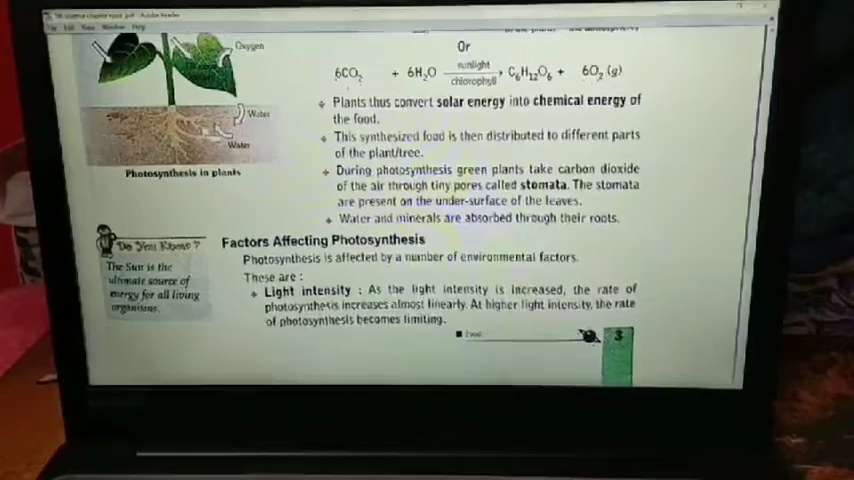 File Edit View Window Help
Oxygen
Or
6CO2 + 6H2O sunlight chlorophyll C6H12O6 + 6O2 (g)
Water
Water
Photosynthesis in plants
❖ Plants thus convert solar energy into chemical energy of
the food.
❖ This synthesized food is then distributed to different parts
of the plant/tree.
❖ During photosynthesis green plants take carbon dioxide
of the air through tiny pores called stomata. The stomata
are present on the under-surface of the leaves.
❖ Water and minerals are absorbed through their roots.
Do You Know ?
The Sun is the
ultimate source of
energy for all living
organisms.
Factors Affecting Photosynthesis
Photosynthesis is affected by a number of environmental factors.
These are :
❖ Light intensity : As the light intensity is increased, the rate of
photosynthesis increases almost linearly. At higher light intensity, the rate
of photosynthesis becomes limiting.
■ Food
3